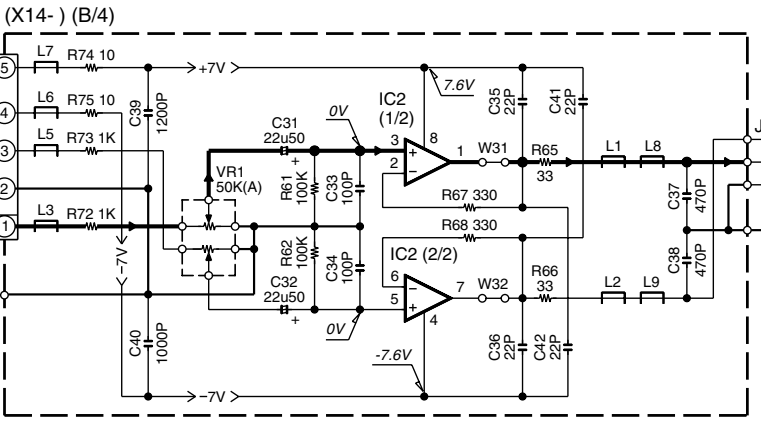 (X14- ) (B/4)
L7 R74 10
5
+7V
7.6V
L6 R75 10
4
C39
1200P
L5 R73 1K
3
C31
22u50
+
0V
IC2
(1/2)
3
+
8
2
−
1
W31
C35
22P
C41
22P
R65
33
L1
L8
J
2
VR1
50K(A)
R61
100K
C33
100P
R67 330
C37
470P
1
L3 R72 1K
−7V
R68 330
R62
100K
C34
100P
IC2 (2/2)
6
−
5
+
4
7
W32
R66
33
L2
L9
C38
470P
C32
22u50
+
0V
C40
1000P
C36
22P
C42
22P
-7.6V
−7V